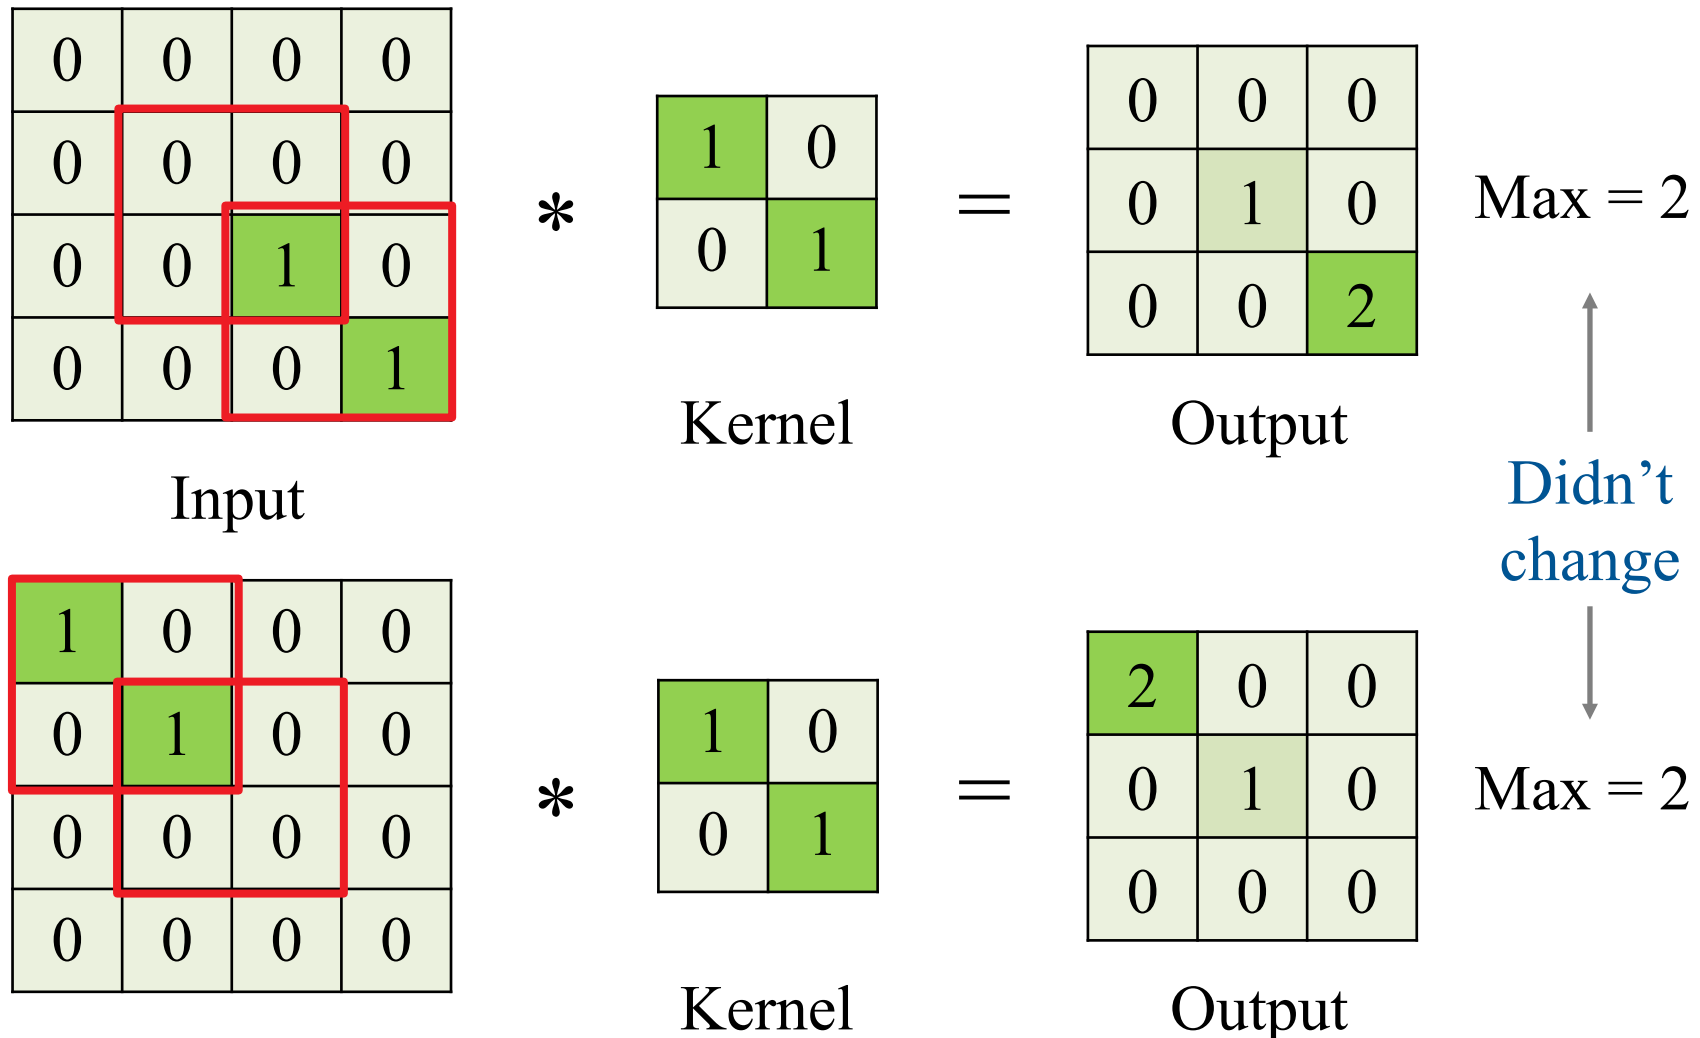 0 0 0 0
0 0 0 0
0 0 1 0
0 0 0 1
Input
*
1 0
0 1
Kernel
=
0 0 0
0 1 0
0 0 2
Output
Max = 2
Didn’t
change
1 0 0 0
0 1 0 0
0 0 0 0
0 0 0 0
*
1 0
0 1
Kernel
=
2 0 0
0 1 0
0 0 0
Output
Max = 2